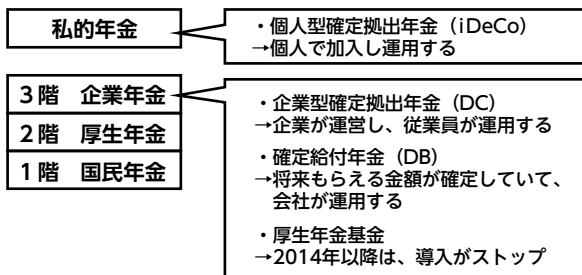 私的年金
・個人型確定拠出年金（iDeCo）
→個人で加入し運用する
3階　企業年金
2階　厚生年金
1階　国民年金
・企業型確定拠出年金（DC）
→企業が運営し、従業員が運用する
・確定給付年金（DB）
→将来もらえる金額が確定していて、
会社が運用する
・厚生年金基金
→2014年以降は、導入がストップ